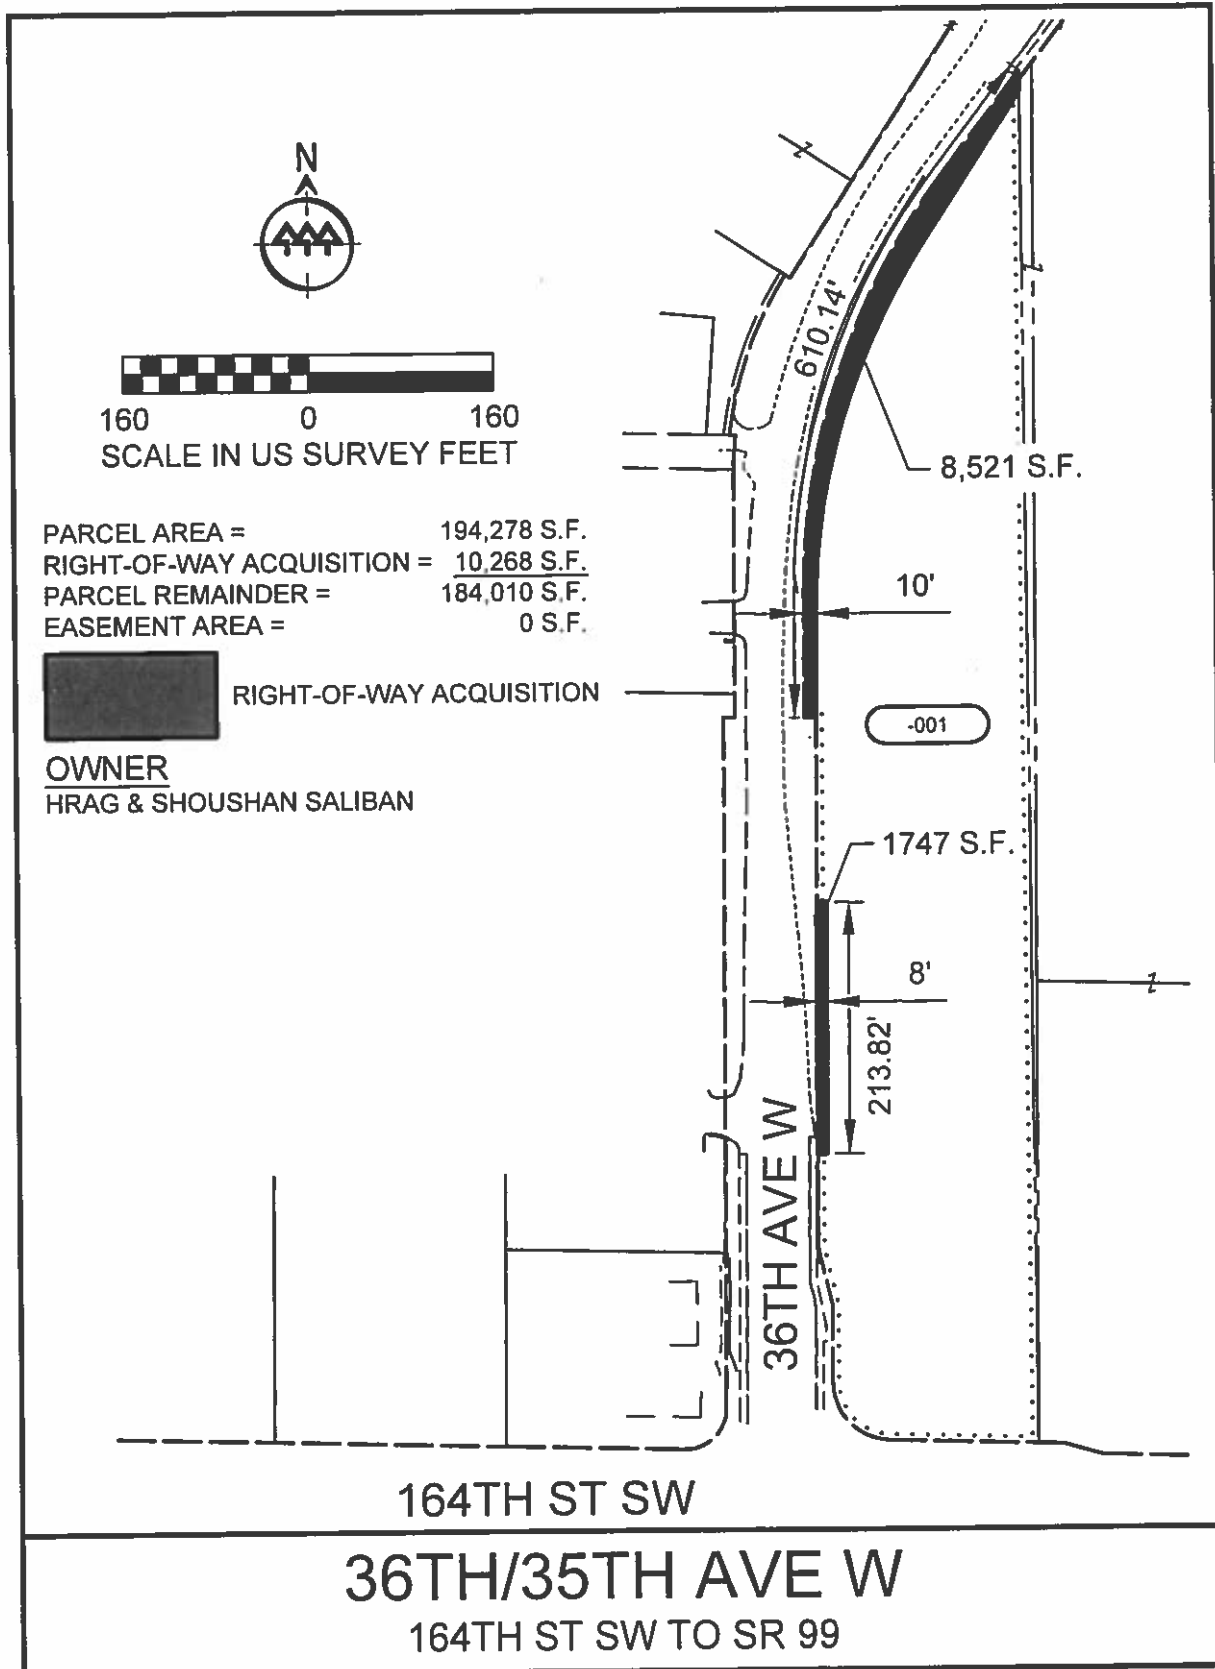 N
610.14'
160 0 160
SCALE IN US SURVEY FEET
8,521 S.F.
PARCEL AREA = 194,278 S.F.
RIGHT-OF-WAY ACQUISITION = 10,268 S.F.
PARCEL REMAINDER = 184,010 S.F.
EASEMENT AREA = 0 S.F.
10'
RIGHT-OF-WAY ACQUISITION
-001
OWNER
HRAG & SHOUSHAN SALIBAN
1747 S.F.
8'
213.82'
36TH AVE W
164TH ST SW
36TH/35TH AVE W
164TH ST SW TO SR 99